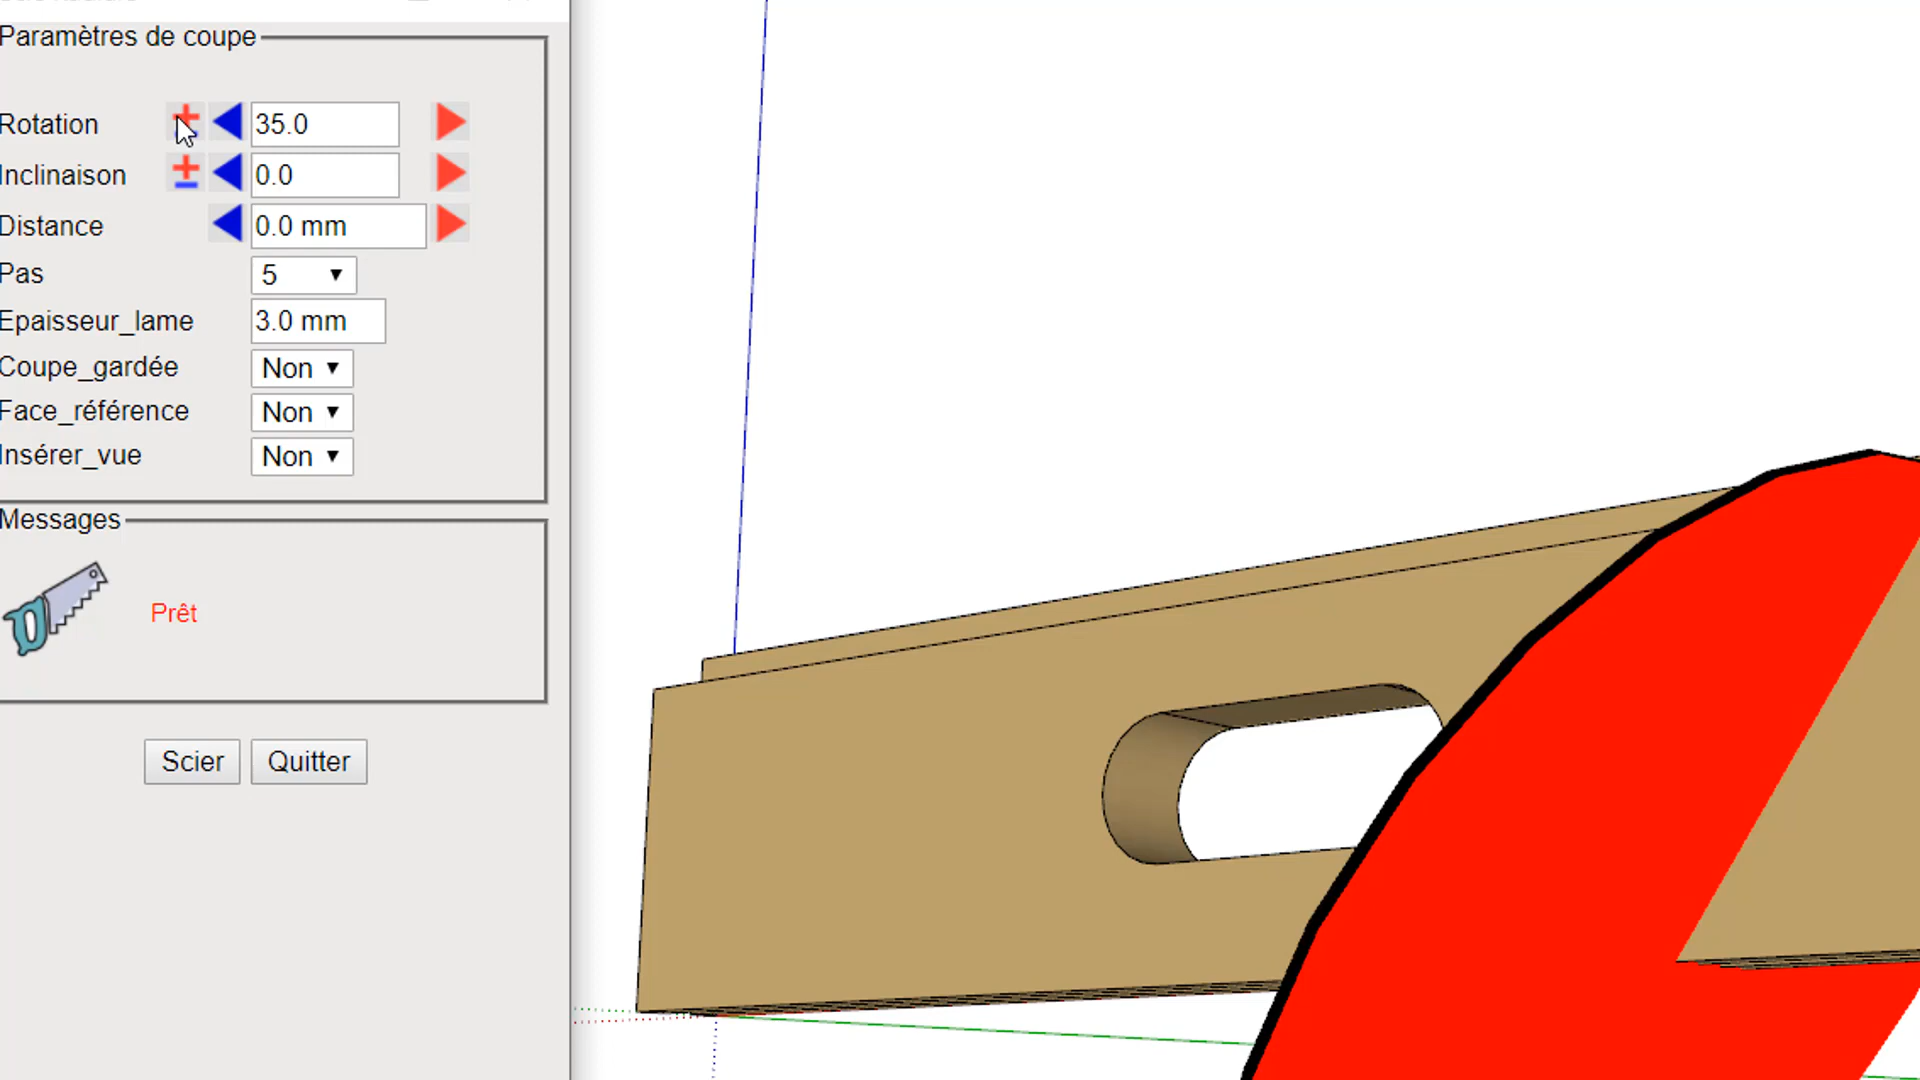 Paramètres de coupe
Rotation 35.0
Inclinaison 0.0
Distance 0.0 mm
Pas 5
Epaisseur_lame 3.0 mm
Coupe_gardée Non
Face_référence Non
Insérer_vue Non
Messages
Prêt
Scier Quitter